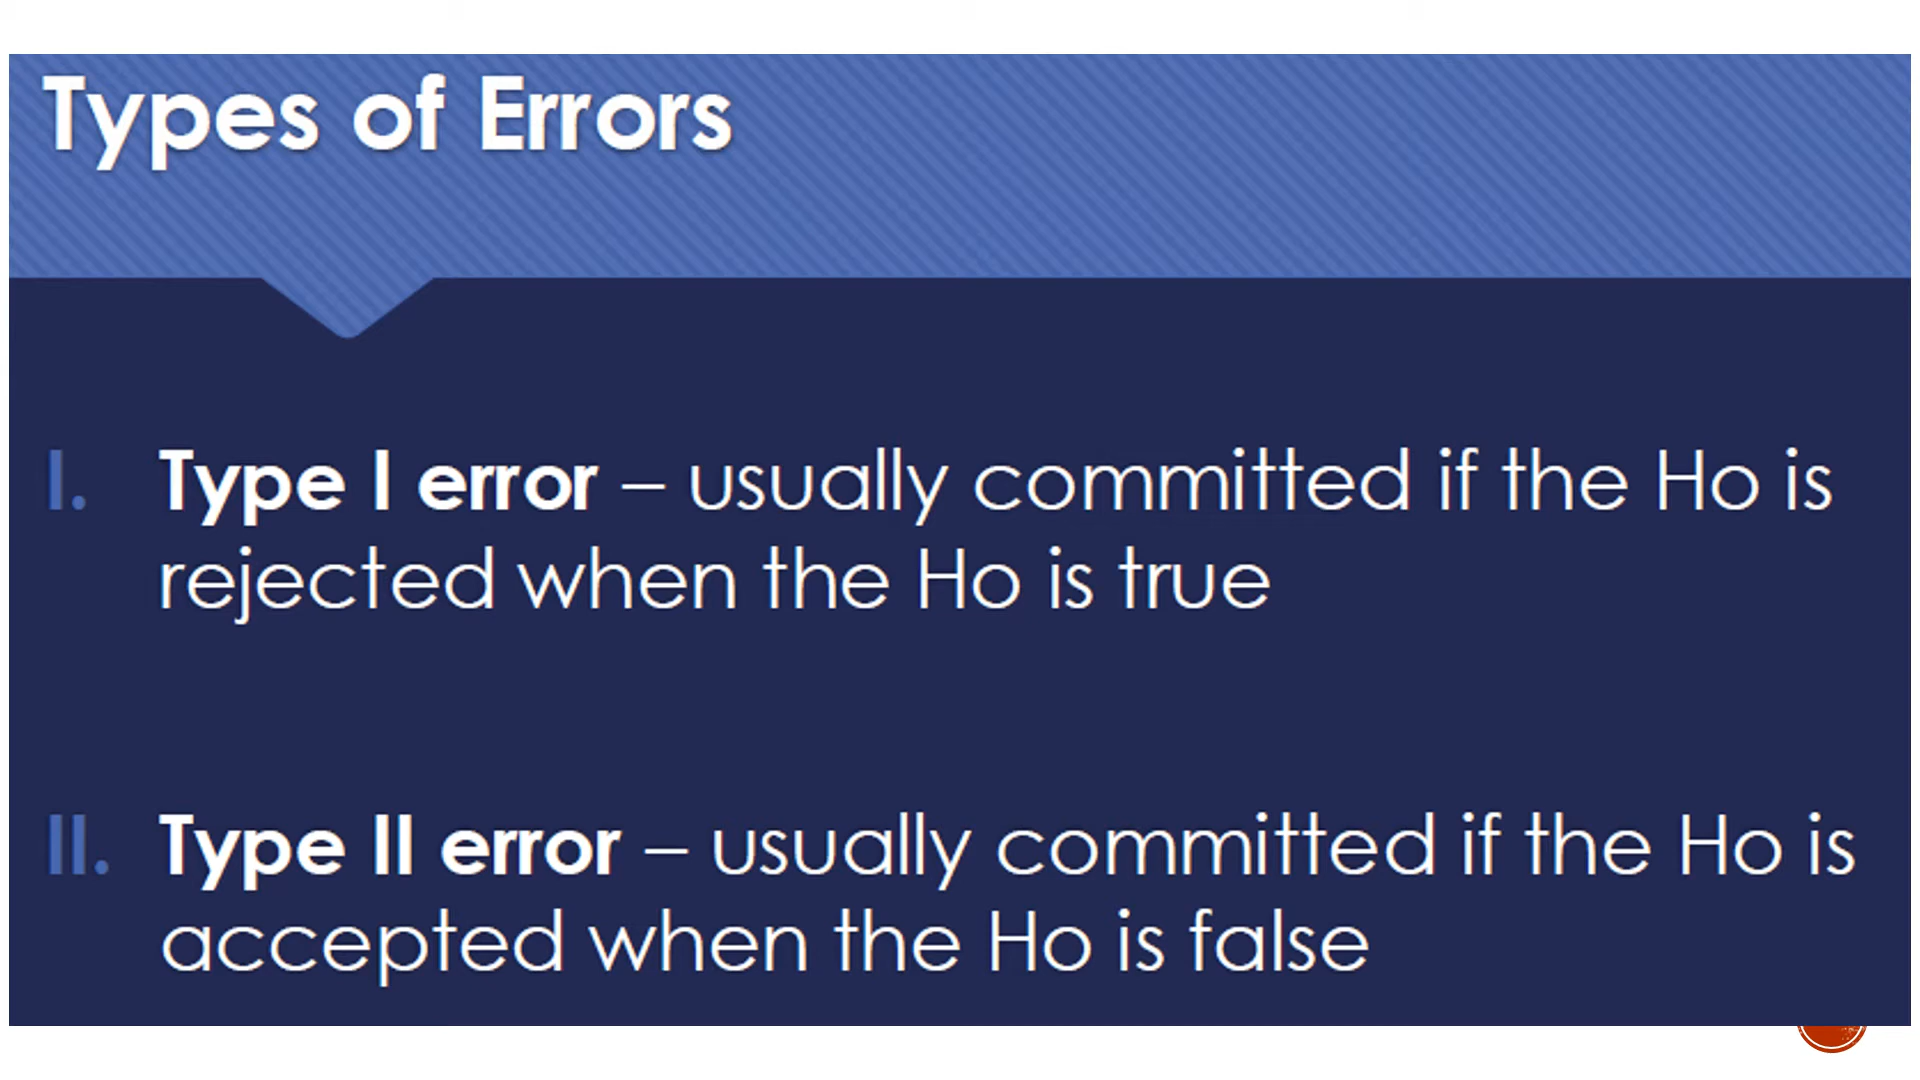 Types of Errors
I. Type I error – usually committed if the Ho is
rejected when the Ho is true
II. Type II error – usually committed if the Ho is
accepted when the Ho is false